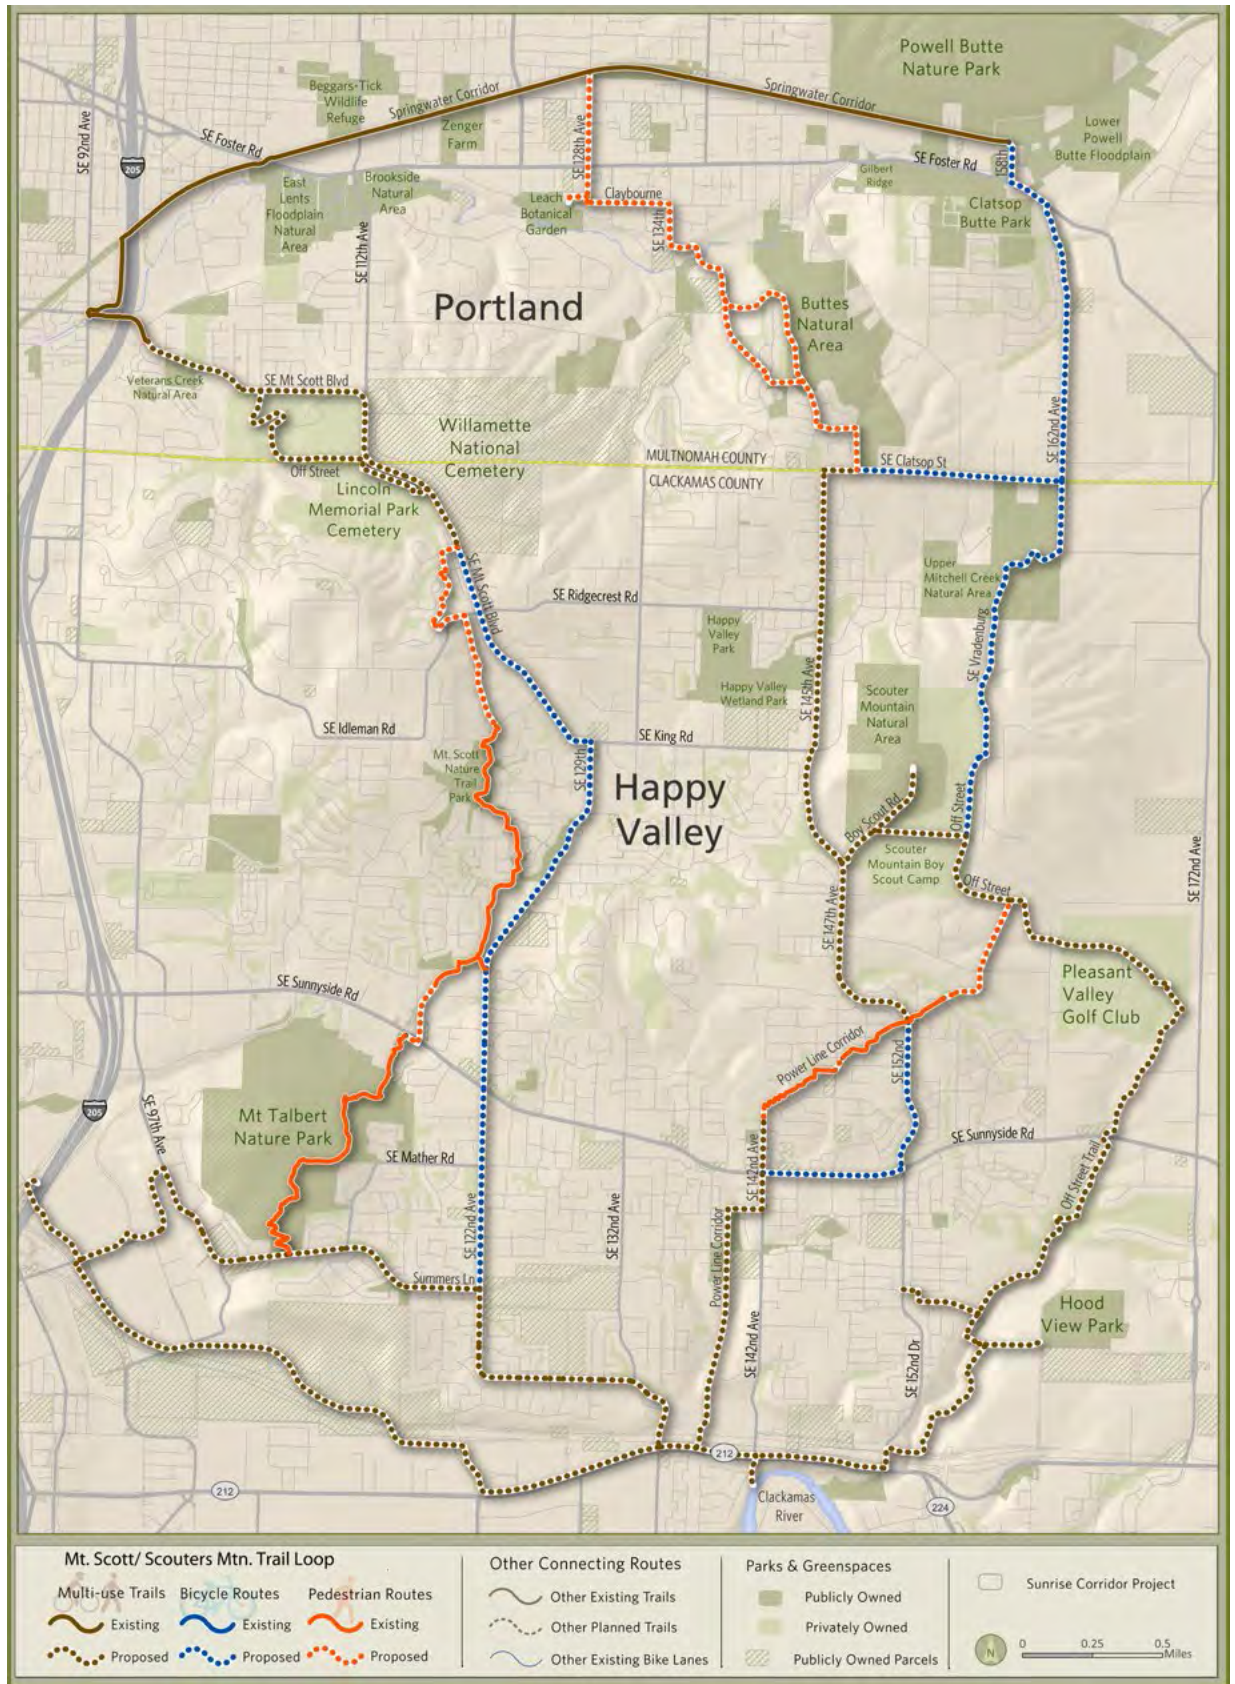 Powell Butte
Nature Park
Beggars-Tick
Wildlife
Refuge
Springwater Corridor
Springwater Corridor
SE 92nd Ave
205
SE Foster Rd
Zenger
Farm
SE 128th Ave
Lower
Powell
Butte Floodplain
158th
SE Foster Rd
Gilbert
Ridge
East
Lents
Floodplain
Natural
Area
Brookside
Natural
Area
Leach
Botanical
Garden
Claybourne
Clatsop
Butte Park
SE 112th Ave
SE 134th
Portland
Buttes
Natural
Area
Veterans Creek
Natural Area
SE Mt Scott Blvd
Willamette
National
Cemetery
SE 162nd Ave
MULTNOMAH COUNTY
CLACKAMAS COUNTY
SE Clatsop St
Off Street
Lincoln
Memorial Park
Cemetery
SE Mt Scott Blvd
Upper
Mitchell Creek
Natural Area
SE Ridgecrest Rd
Happy
Valley
Park
SE Vradenburg
Happy Valley
Wetland Park
SE 145th Ave
Scouter
Mountain
Natural
Area
SE Idleman Rd
SE King Rd
Mt. Scott
Nature
Trail
Park
SE 129th
Happy
Valley
Boy Scout Rd
Off Street
Scouter
Mountain Boy
Scout Camp
Off Street
SE 172nd Ave
SE 147th Ave
SE Sunnyside Rd
Pleasant
Valley
Golf Club
Power Line Corridor
SE 152nd
205
SE 97th Ave
Mt Talbert
Nature Park
SE Mather Rd
SE 142nd Ave
SE Sunnyside Rd
Off Street Trail
SE 122nd Ave
SE 132nd Ave
Power Line Corridor
Summers Ln
Hood
View Park
SE 142nd Ave
SE 152nd Dr
212
212
Clackamas
River
224
Mt. Scott/ Scouters Mtn. Trail Loop
Multi-use Trails
Existing
Proposed
Bicycle Routes
Existing
Proposed
Pedestrian Routes
Existing
Proposed
Other Connecting Routes
Other Existing Trails
Other Planned Trails
Other Existing Bike Lanes
Parks & Greenspaces
Publicly Owned
Privately Owned
Publicly Owned Parcels
Sunrise Corridor Project
N
0 0.25 0.5
Miles